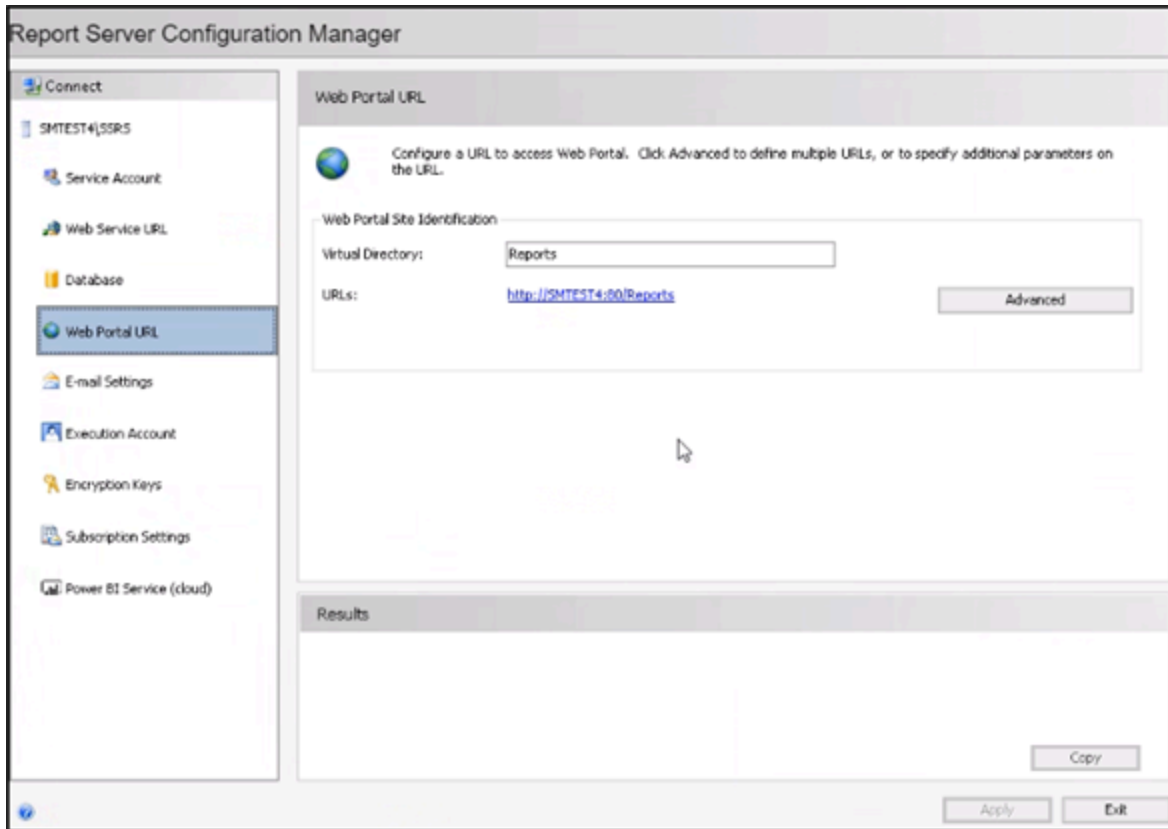 Report Server Configuration Manager
Connect
SMTEST4\SSRS
Service Account
Web Service URL
Database
Web Portal URL
E-mail Settings
Execution Account
Encryption Keys
Subscription Settings
Power BI Service (cloud)
Web Portal URL
Configure a URL to access Web Portal. Click Advanced to define multiple URLs, or to specify additional parameters on
the URL.
Web Portal Site Identification
Virtual Directory: Reports
URLs: http://SMTEST4:80/Reports Advanced
Results
Copy
Apply Exit